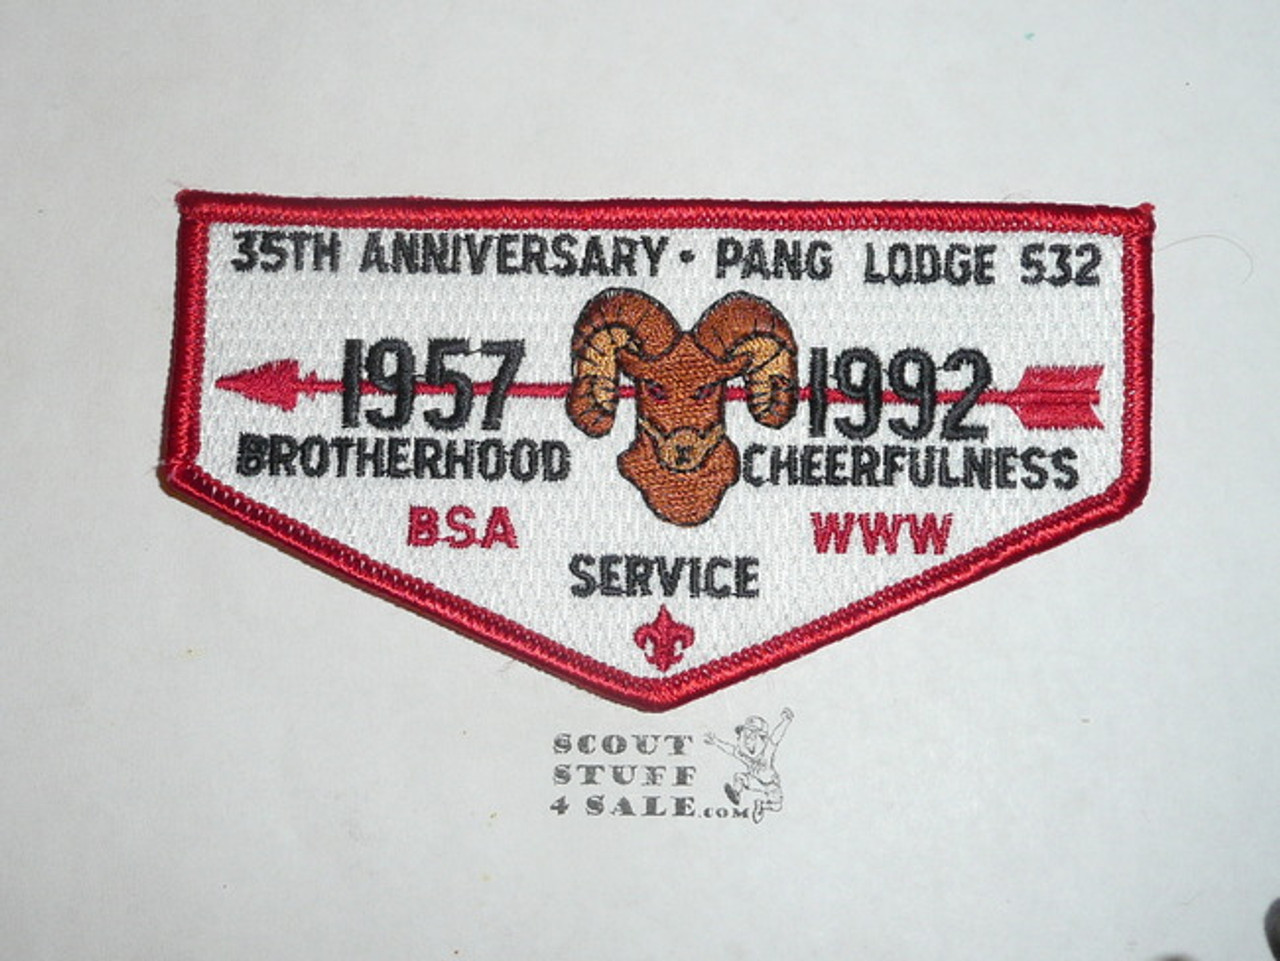 35TH ANNIVERSARY · PANG LODGE 532
1957 1992
BROTHERHOOD CHEERFULNESS
BSA WWW
SERVICE
SCOUT
STUFF
4 SALE.COM